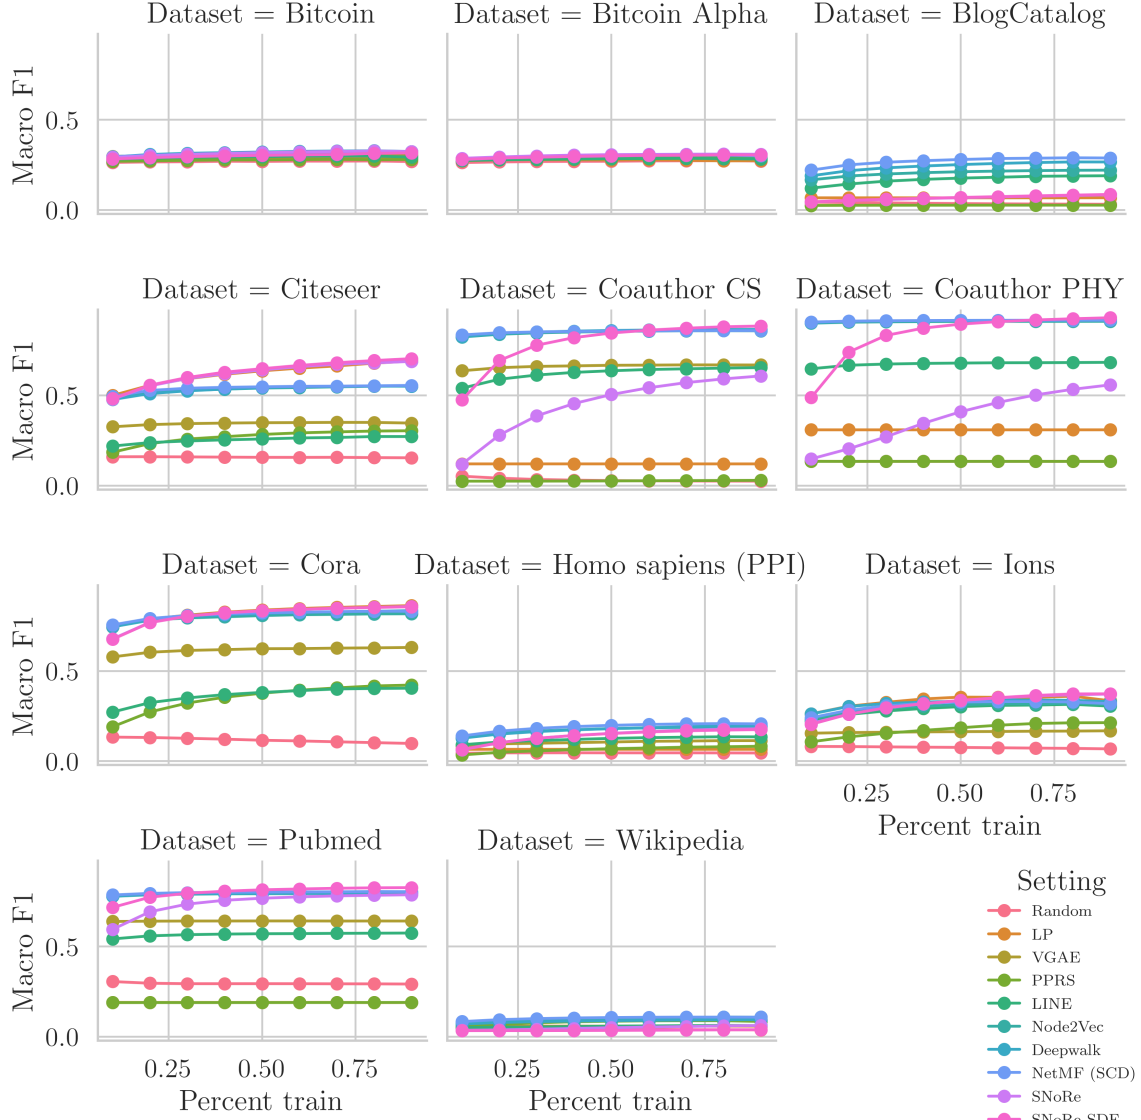 Dataset = Bitcoin
Dataset = Bitcoin Alpha
Dataset = BlogCatalog
Macro F1
0.5
0.0
Dataset = Citeseer
Dataset = Coauthor CS
Dataset = Coauthor PHY
Macro F1
0.5
0.0
Dataset = Cora
Dataset = Homo sapiens (PPI)
Dataset = Ions
Macro F1
0.5
0.0
0.25 0.50 0.75
Percent train
Dataset = Pubmed
Dataset = Wikipedia
Macro F1
0.5
0.0
0.25 0.50 0.75
Percent train
0.25 0.50 0.75
Percent train
Setting
Random
LP
VGAE
PPRS
LINE
Node2Vec
Deepwalk
NetMF (SCD)
SNoRe
SNoRe SDF